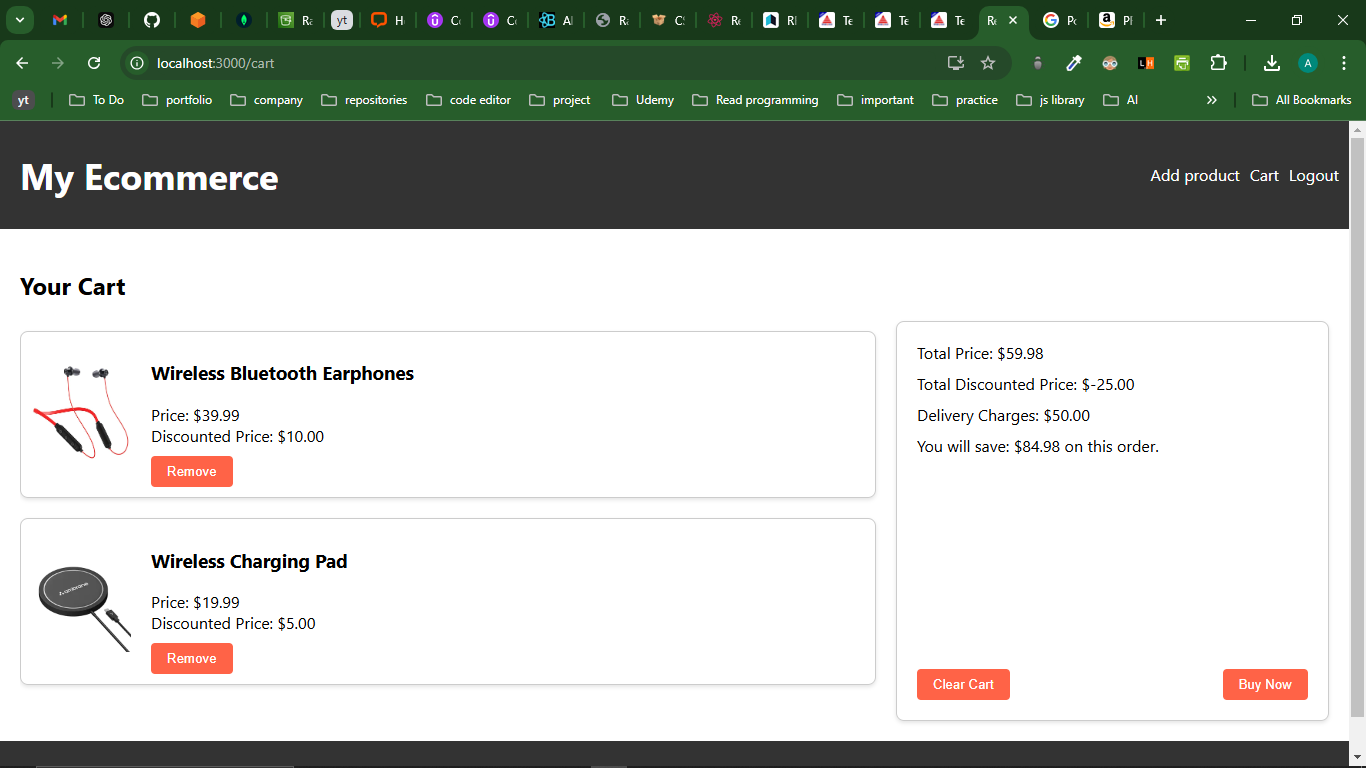 yt
Ra
H
C
C
Al
Ra
CS
Re
RI
Te
Te
Te
Re
Po
Pl
localhost:3000/cart
LH
A
yt
To Do
portfolio
company
repositories
code editor
project
Udemy
Read programming
important
practice
js library
AI
All Bookmarks
My Ecommerce
Add product
Cart
Logout
Your Cart
Wireless Bluetooth Earphones
Price: $39.99
Discounted Price: $10.00
Remove
Wireless Charging Pad
Price: $19.99
Discounted Price: $5.00
Remove
Total Price: $59.98
Total Discounted Price: $-25.00
Delivery Charges: $50.00
You will save: $84.98 on this order.
Clear Cart
Buy Now